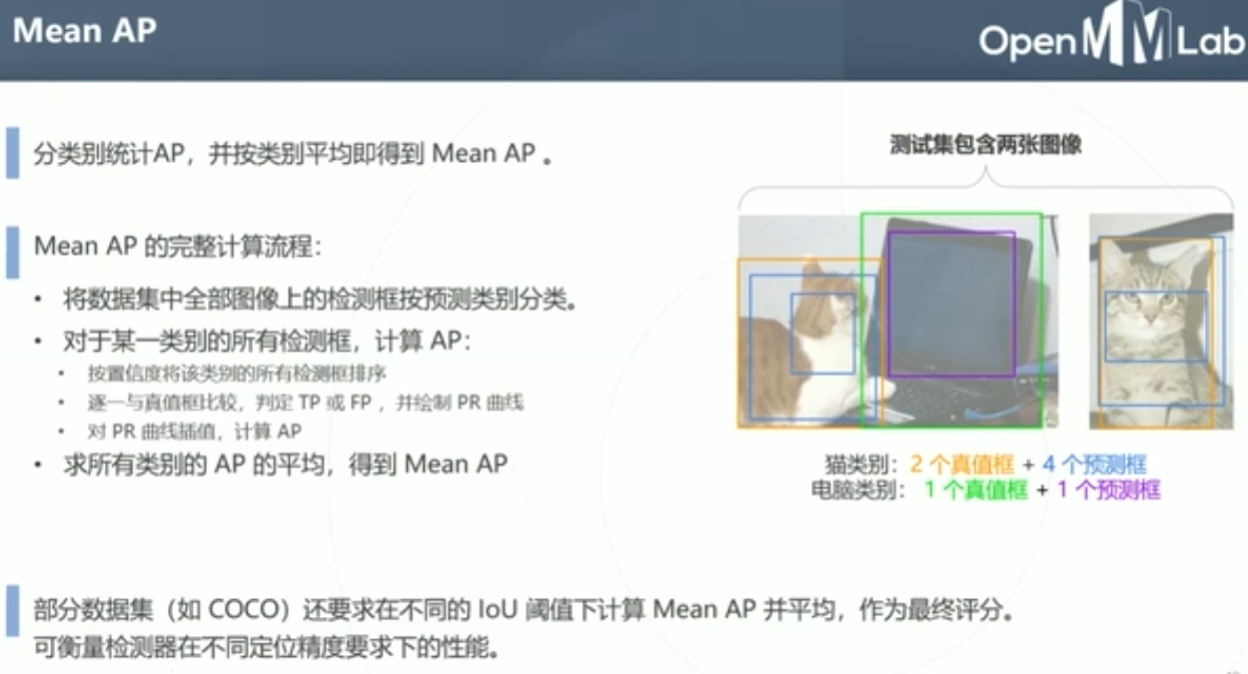 Mean AP
OpenMMLab
分类别统计AP，并按类别平均即得到 Mean AP 。
Mean AP 的完整计算流程：
• 将数据集中全部图像上的检测框按预测类别分类。
• 对于某一类别的所有检测框，计算 AP：
• 按置信度将该类别的所有检测框排序
• 逐一与真值框比较，判定 TP 或 FP ，并绘制 PR 曲线
• 对 PR 曲线插值，计算 AP
• 求所有类别的 AP 的平均，得到 Mean AP
测试集包含两张图像
猫类别：2 个真值框 + 4 个预测框
电脑类别： 1 个真值框 + 1 个预测框
部分数据集（如 COCO）还要求在不同的 IoU 阈值下计算 Mean AP 并平均，作为最终评分。
可衡量检测器在不同定位精度要求下的性能。